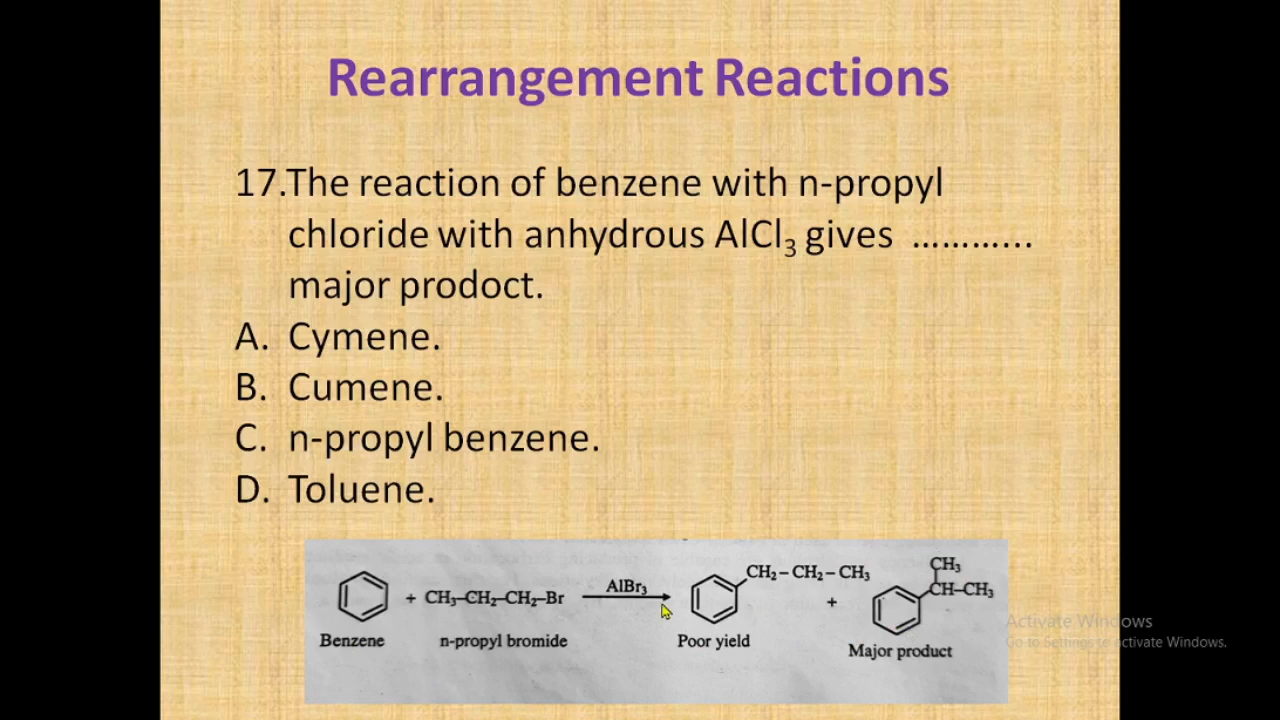 Rearrangement Reactions
17.The reaction of benzene with n-propyl
chloride with anhydrous AlCl₃ gives ………...
major prodoct.
A. Cymene.
B. Cumene.
C. n-propyl benzene.
D. Toluene.
AlBr₃
+ CH₃–CH₂–CH₂–Br
CH₂–CH₂–CH₃
+
CH₃
CH–CH₃
Benzene
n-propyl bromide
Poor yield
Major product
Activate Windows
Go to Settings to activate Windows.